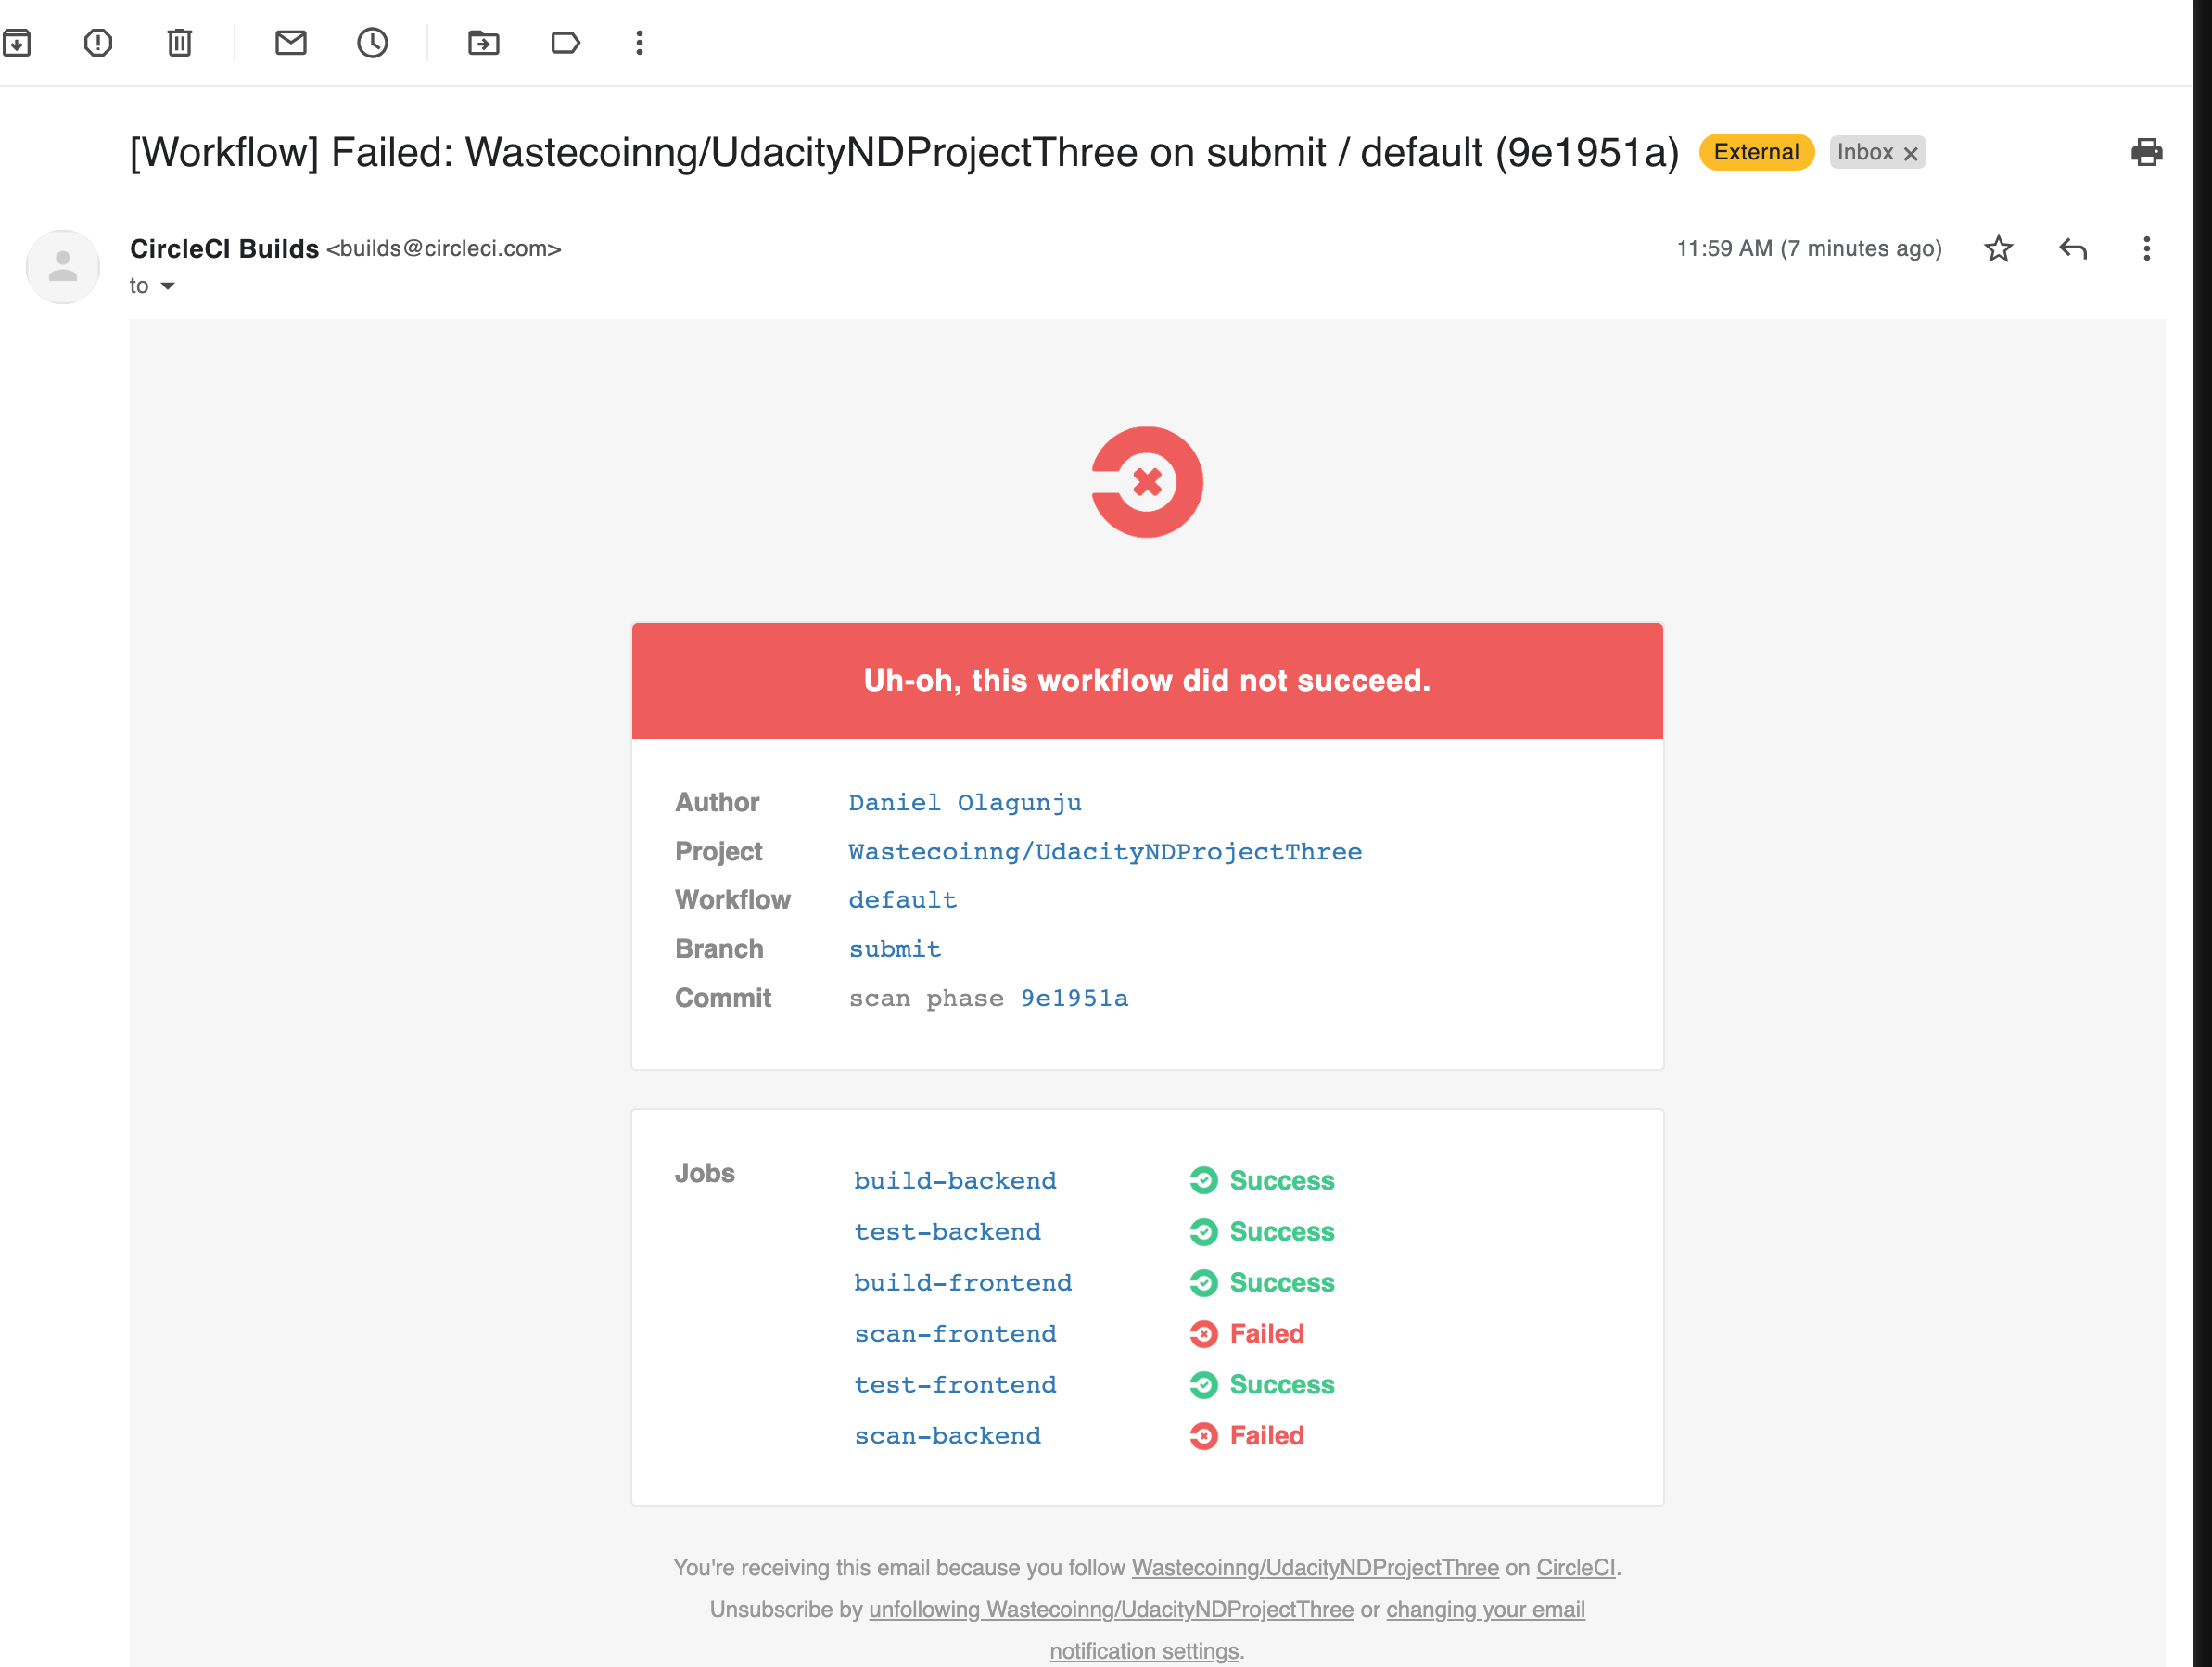 [Workflow] Failed: Wastecoinng/UdacityNDProjectThree on submit / default (9e1951a) External Inbox ×
CircleCI Builds <builds@circleci.com> 11:59 AM (7 minutes ago)
to
Uh-oh, this workflow did not succeed.
Author Daniel Olagunju
Project Wastecoinng/UdacityNDProjectThree
Workflow default
Branch submit
Commit scan phase 9e1951a
Jobs build-backend Success
test-backend Success
build-frontend Success
scan-frontend Failed
test-frontend Success
scan-backend Failed
You're receiving this email because you follow Wastecoinng/UdacityNDProjectThree on CircleCI.
Unsubscribe by unfollowing Wastecoinng/UdacityNDProjectThree or changing your email
notification settings.